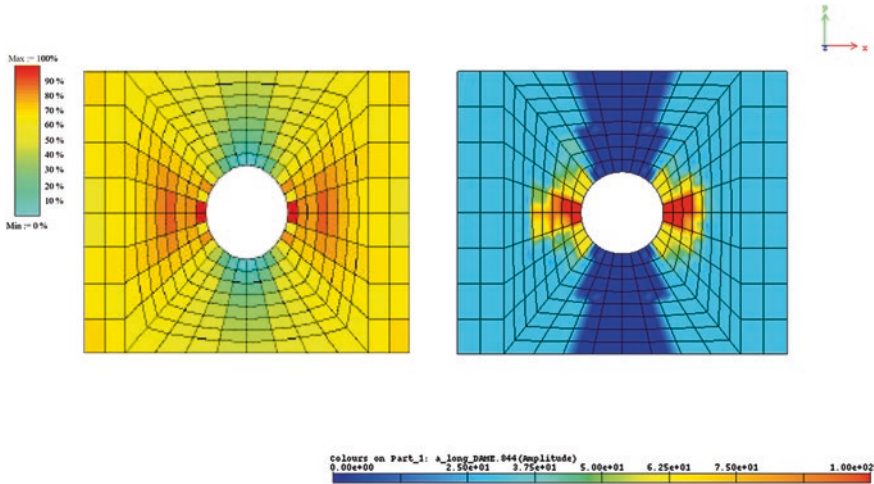 Max := 100%
90 %
80 %
70 %
60 %
50 %
40 %
30 %
20 %
10 %
Min := 0 %
y
z
x
Colours on Part_1: a_long_DAME.844(Amplitude)
0.00e+00 2.50e+01 3.75e+01 5.00e+01 6.25e+01 7.50e+01 1.00e+02